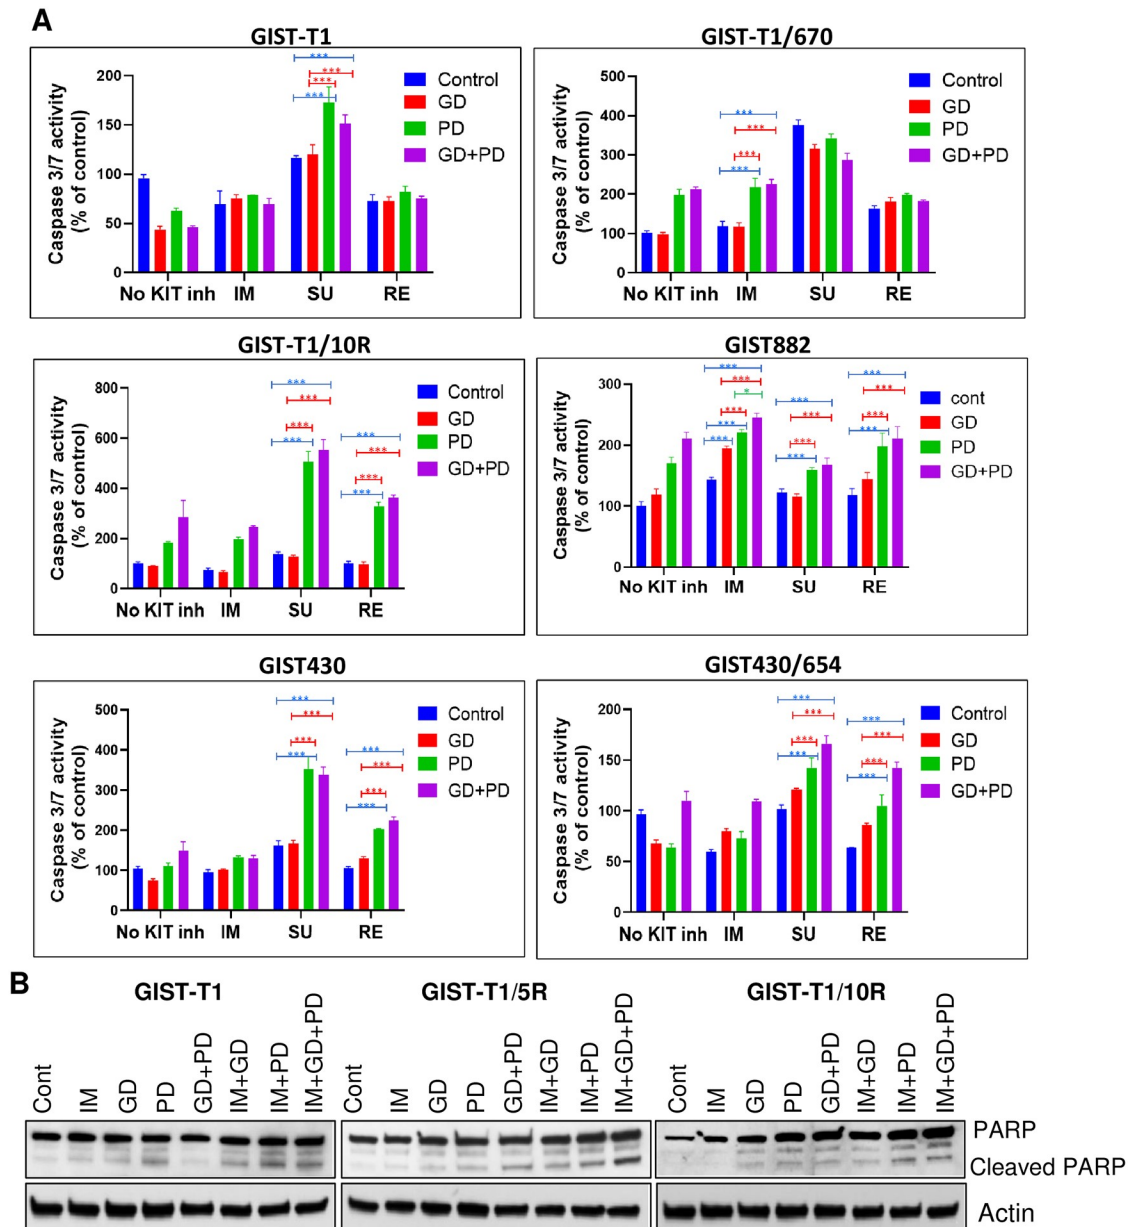 A
GIST-T1
Caspase 3/7 activity
(% of control)
200
150
100
50
0
***
***
***
***
Control
GD
PD
GD+PD
No KIT inh IM SU RE
GIST-T1/670
Caspase 3/7 activity
(% of control)
500
400
300
200
100
0
***
***
***
***
Control
GD
PD
GD+PD
No KIT inh IM SU RE
GIST-T1/10R
Caspase 3/7 activity
(% of control)
800
600
400
200
0
***
***
***
***
***
***
***
***
Control
GD
PD
GD+PD
No KIT inh IM SU RE
GIST882
Caspase 3/7 activity
(% of control)
300
200
100
0
***
***
*
***
***
***
***
***
***
***
***
***
***
***
cont
GD
PD
GD+PD
No KIT inh IM SU RE
GIST430
Caspase 3/7 activity
(% of control)
500
400
300
200
100
0
***
***
***
***
***
***
***
***
Control
GD
PD
GD+PD
No KIT inh IM SU RE
GIST430/654
Caspase 3/7 activity
(% of control)
200
150
100
50
0
***
***
***
***
***
***
***
***
Control
GD
PD
GD+PD
No KIT inh IM SU RE
B
GIST-T1
Cont
IM
GD
PD
GD+PD
IM+GD
IM+PD
IM+GD+PD
GIST-T1/5R
Cont
IM
GD
PD
GD+PD
IM+GD
IM+PD
IM+GD+PD
GIST-T1/10R
Cont
IM
GD
PD
GD+PD
IM+GD
IM+PD
IM+GD+PD
PARP
Cleaved PARP
Actin